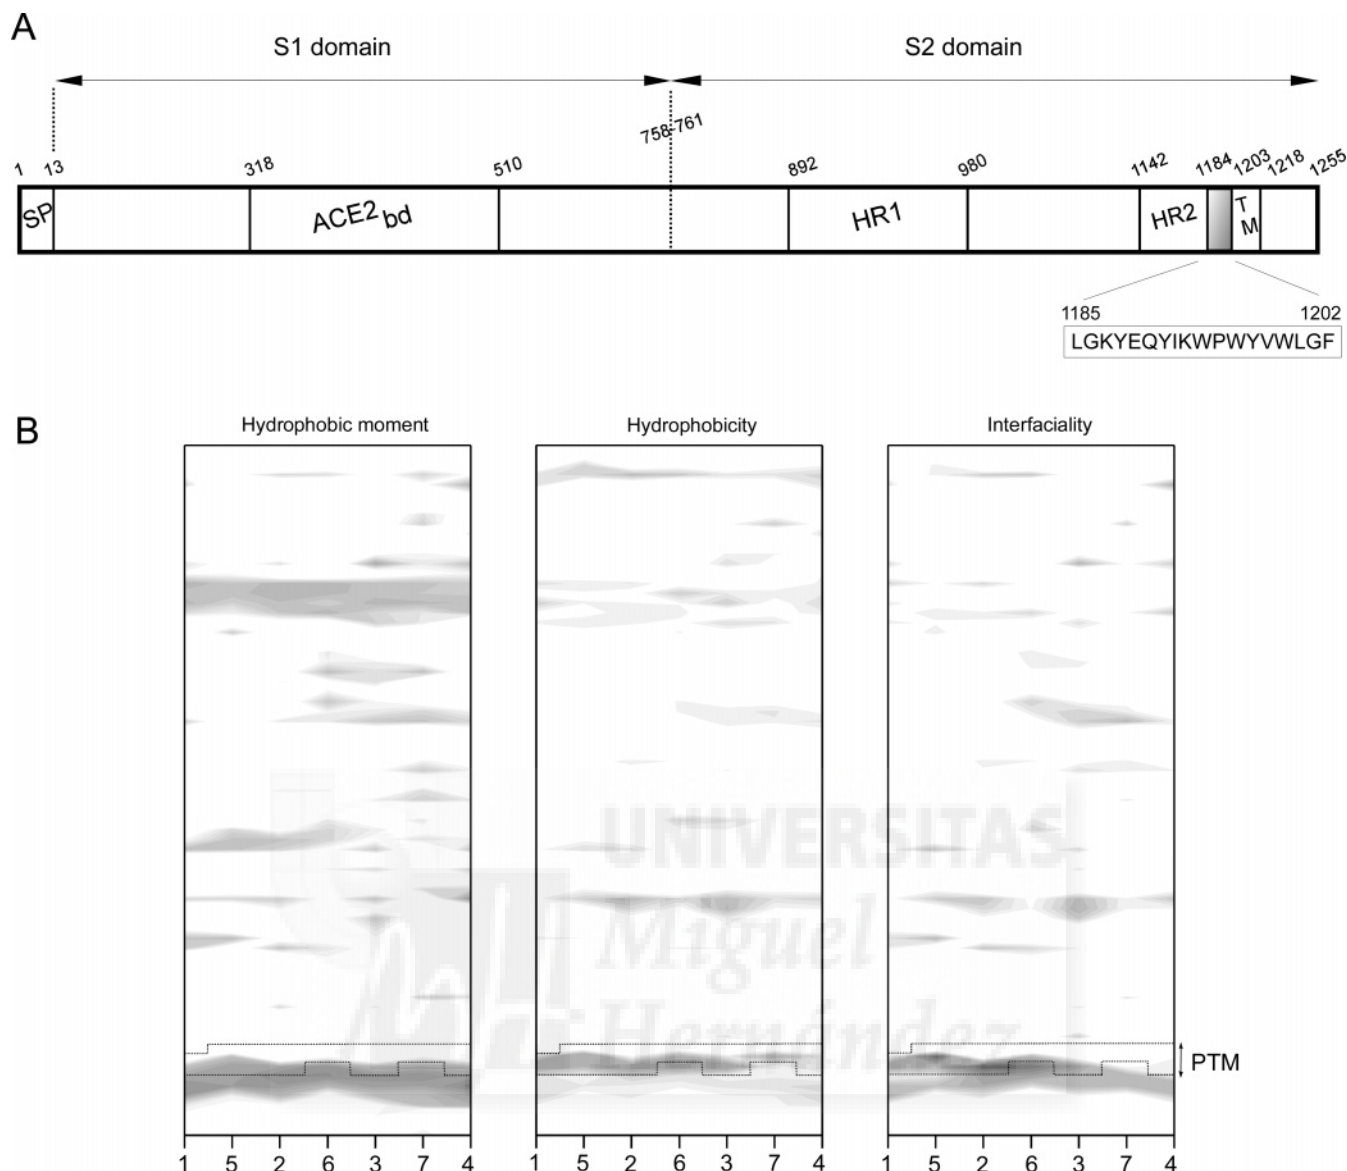 A
S1 domain
S2 domain
758-761
1 13 318 510 892 980 1142 1184 1203 1218 1255
SP ACE2bd HR1 HR2 TM
1185 1202
LGKYEQYIKWPWYVWLGF
B
Hydrophobic moment
Hydrophobicity
Interfaciality
UNIVERSITAS
Miguel
Hernández
PTM
1 5 2 6 3 7 4
1 5 2 6 3 7 4
1 5 2 6 3 7 4